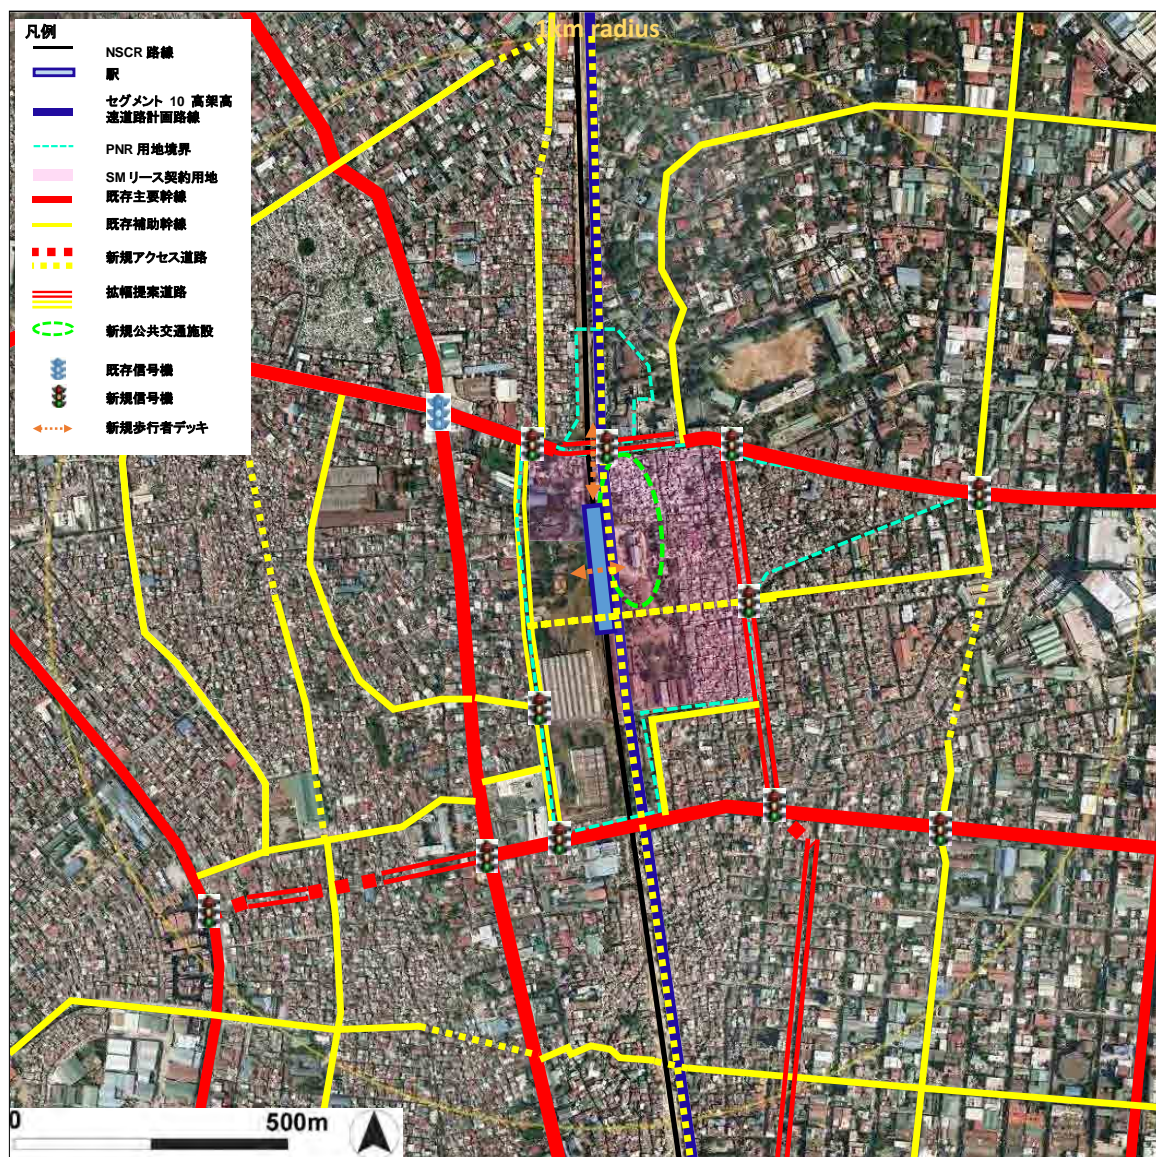 1km radius
凡例
NSCR 路線
駅
セグメント 10 高架高
速道路計画路線
PNR 用地境界
SM リース契約用地
既存主要幹線
既存補助幹線
新規アクセス道路
拡幅提案道路
新規公共交通施設
既存信号機
新規信号機
新規歩行者デッキ
0 500m